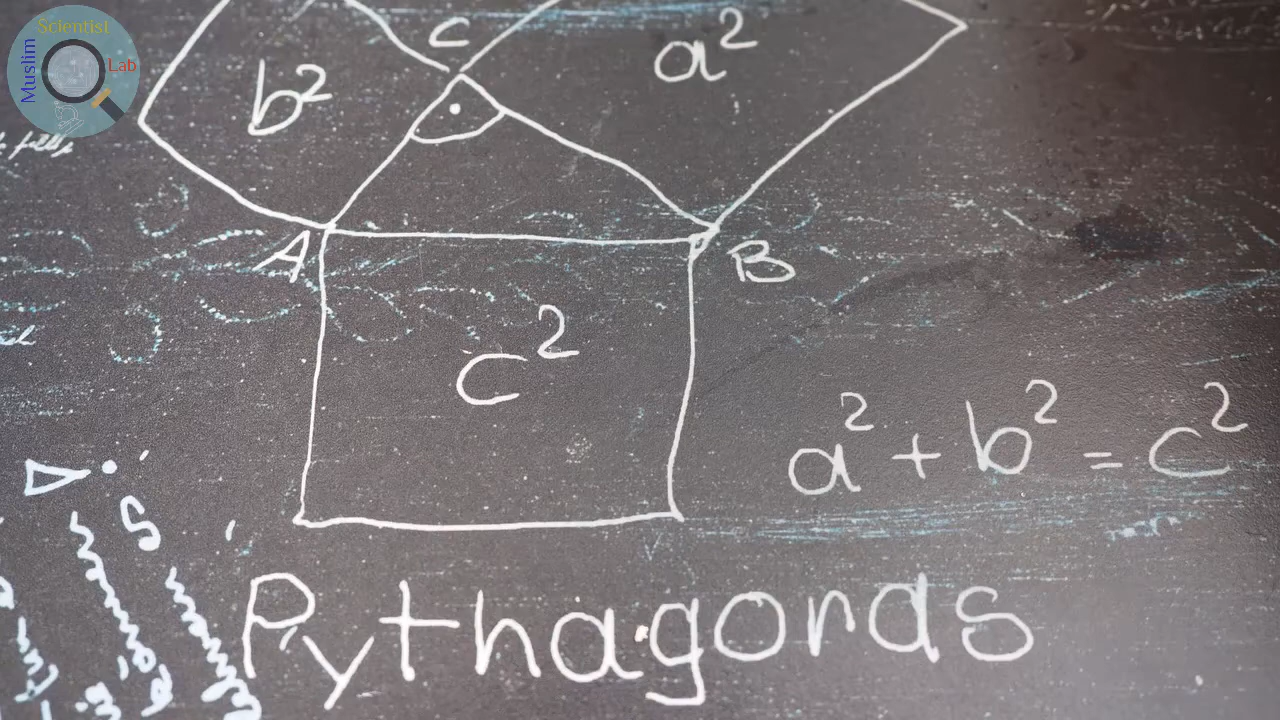 Muslim
Scientist
Lab
C
b²
a²
A
B
c²
a² + b² = c²
Pythagoras